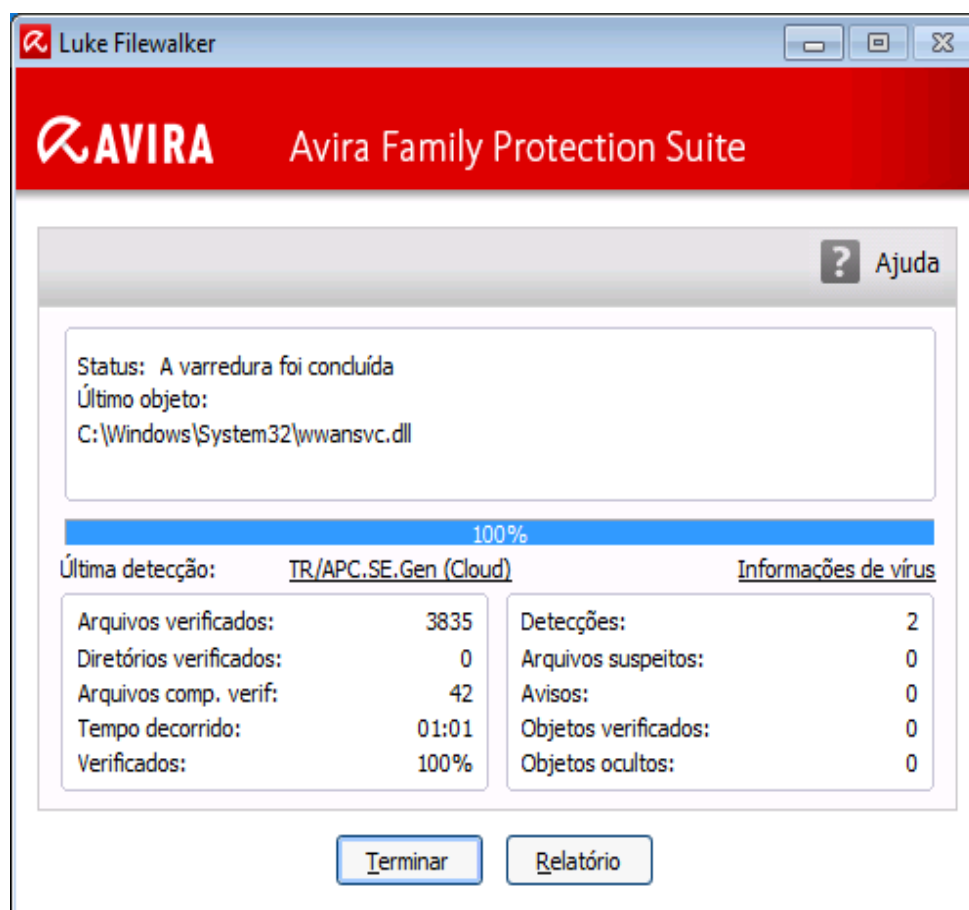 Luke Filewalker
AVIRA Avira Family Protection Suite
? Ajuda
Status: A varredura foi concluída
Último objeto:
C:\Windows\System32\wwansvc.dll
100%
Última detecção: TR/APC.SE.Gen (Cloud) Informações de vírus
Arquivos verificados: 3835
Diretórios verificados: 0
Arquivos comp. verif: 42
Tempo decorrido: 01:01
Verificados: 100%
Detecções: 2
Arquivos suspeitos: 0
Avisos: 0
Objetos verificados: 0
Objetos ocultos: 0
Terminar Relatório